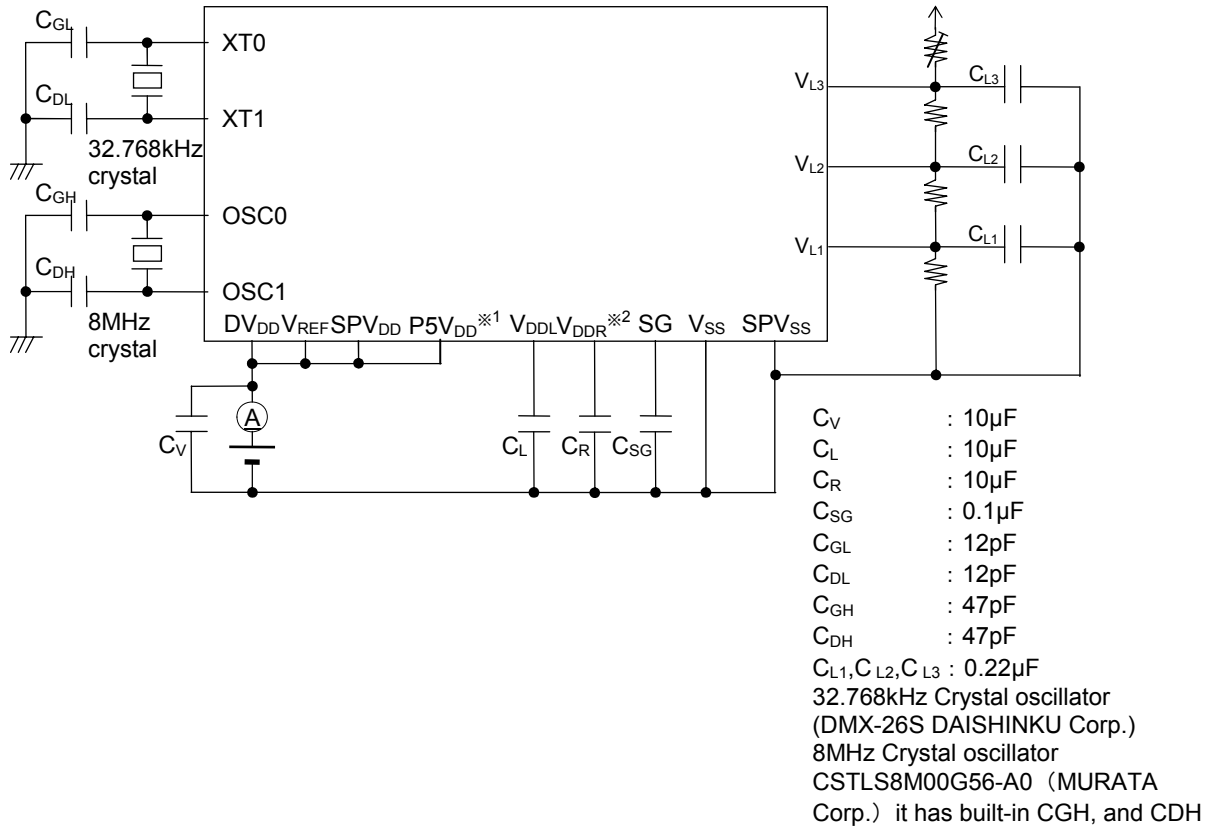 CGL
XT0
CDL
XT1
32.768kHz
crystal
CGH
OSC0
CDH
OSC1
8MHz
crystal
DVDD VREF SPVDD P5VDD※1 VDDL VDDR※2 SG VSS SPVSS
VL3
CL3
VL2
CL2
VL1
CL1
A
CV
CL
CR
CSG
CV : 10μF
CL : 10μF
CR : 10μF
CSG : 0.1μF
CGL : 12pF
CDL : 12pF
CGH : 47pF
CDH : 47pF
CL1,C L2,C L3 : 0.22μF
32.768kHz Crystal oscillator
(DMX-26S DAISHINKU Corp.)
8MHz Crystal oscillator
CSTLS8M00G56-A0（MURATA
Corp.）it has built-in CGH, and CDH